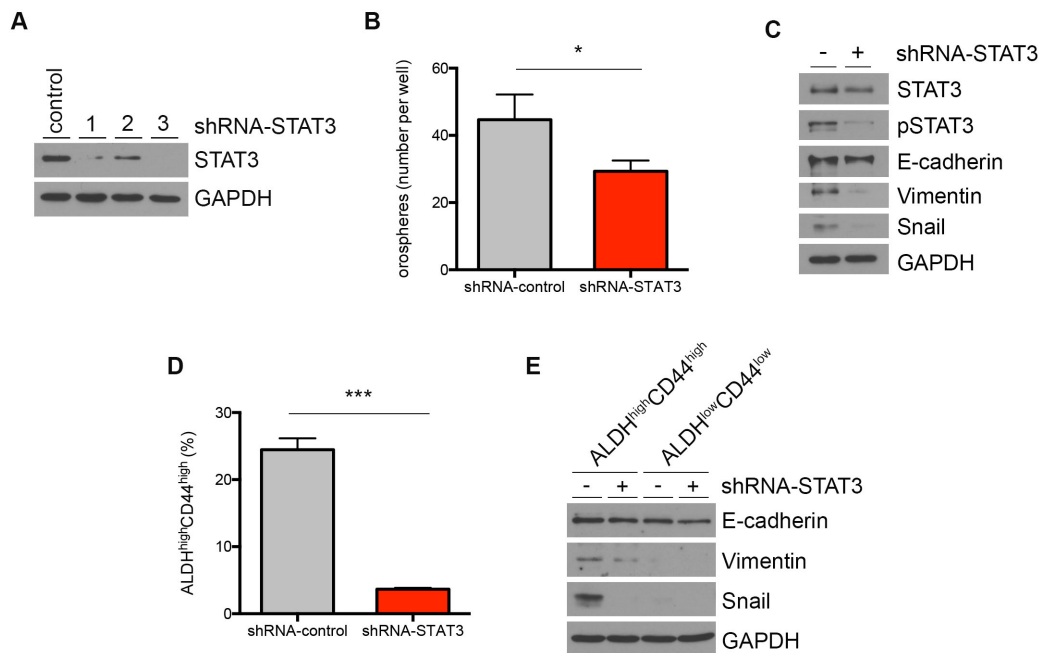 A
control
1 2 3 shRNA-STAT3
STAT3
GAPDH
B
*
orospheres (number per well)
60
40
20
0
shRNA-control shRNA-STAT3
C
- + shRNA-STAT3
STAT3
pSTAT3
E-cadherin
Vimentin
Snail
GAPDH
D
***
ALDHhighCD44high (%)
30
20
10
0
shRNA-control shRNA-STAT3
E
ALDHhighCD44high
ALDHlowCD44low
- + - + shRNA-STAT3
E-cadherin
Vimentin
Snail
GAPDH